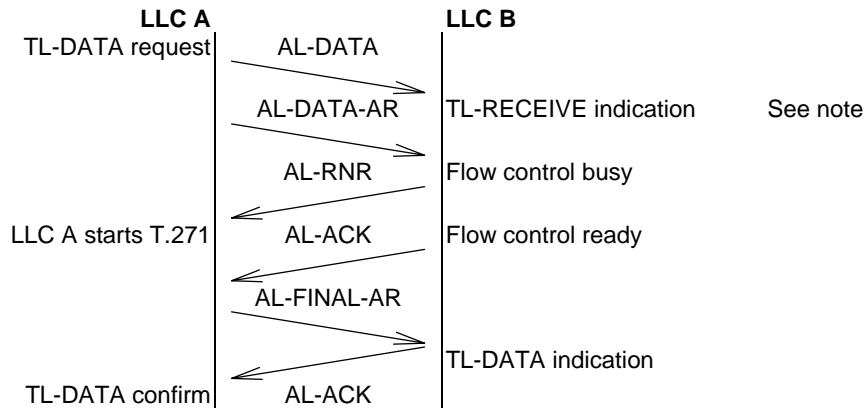 LLC A LLC B
TL-DATA request AL-DATA
AL-DATA-AR TL-RECEIVE indication See note
AL-RNR Flow control busy
LLC A starts T.271 AL-ACK Flow control ready
AL-FINAL-AR
TL-DATA indication
TL-DATA confirm AL-ACK